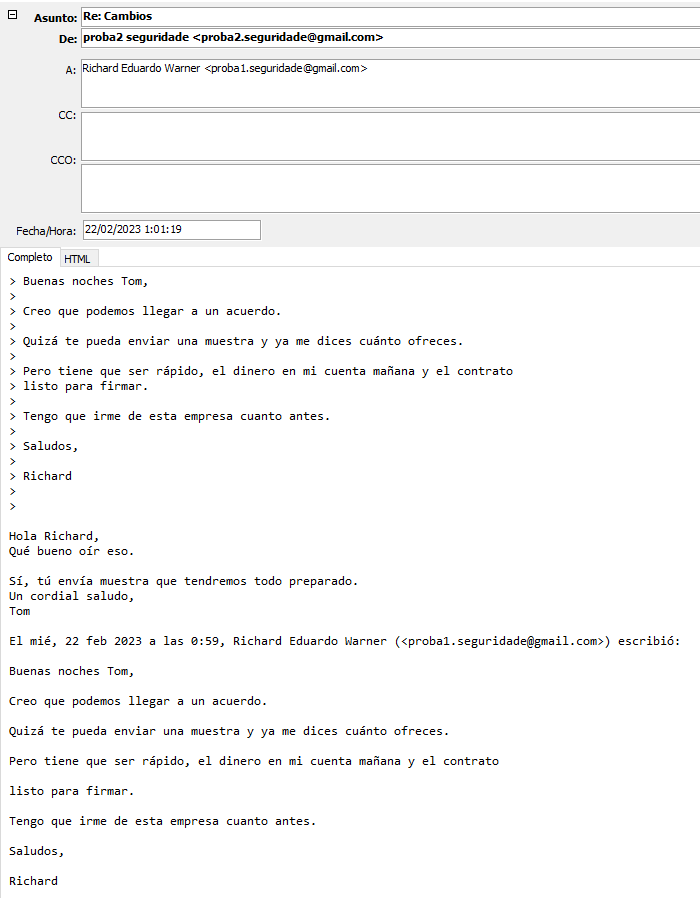 Asunto: Re: Cambios
De: proba2 seguridade <proba2.seguridade@gmail.com>
A: Richard Eduardo Warner <proba1.seguridade@gmail.com>
CC:
CCO:
Fecha/Hora: 22/02/2023 1:01:19
Completo HTML
> Buenas noches Tom,
>
> Creo que podemos llegar a un acuerdo.
>
> Quizá te pueda enviar una muestra y ya me dices cuánto ofreces.
>
> Pero tiene que ser rápido, el dinero en mi cuenta mañana y el contrato
> listo para firmar.
>
> Tengo que irme de esta empresa cuanto antes.
>
> Saludos,
>
> Richard
>
>
Hola Richard,
Qué bueno oír eso.
Sí, tú envía muestra que tendremos todo preparado.
Un cordial saludo,
Tom
El mié, 22 feb 2023 a las 0:59, Richard Eduardo Warner (<proba1.seguridade@gmail.com>) escribió:
Buenas noches Tom,
Creo que podemos llegar a un acuerdo.
Quizá te pueda enviar una muestra y ya me dices cuánto ofreces.
Pero tiene que ser rápido, el dinero en mi cuenta mañana y el contrato
listo para firmar.
Tengo que irme de esta empresa cuanto antes.
Saludos,
Richard